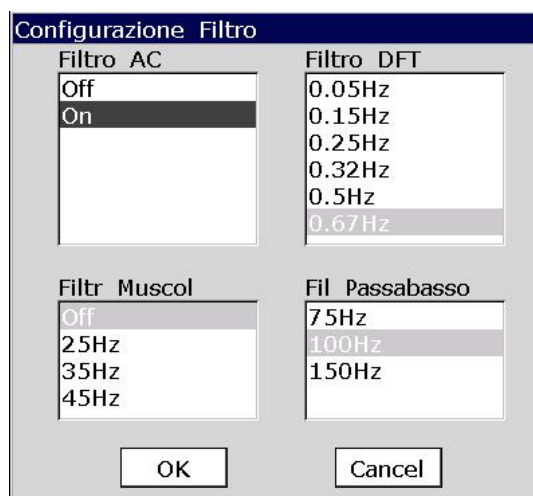 Configurazione Filtro
Filtro AC
Off
On
Filtro DFT
0.05Hz
0.15Hz
0.25Hz
0.32Hz
0.5Hz
0.67Hz
Filtr Muscol
Off
25Hz
35Hz
45Hz
Fil Passabasso
75Hz
100Hz
150Hz
OK
Cancel